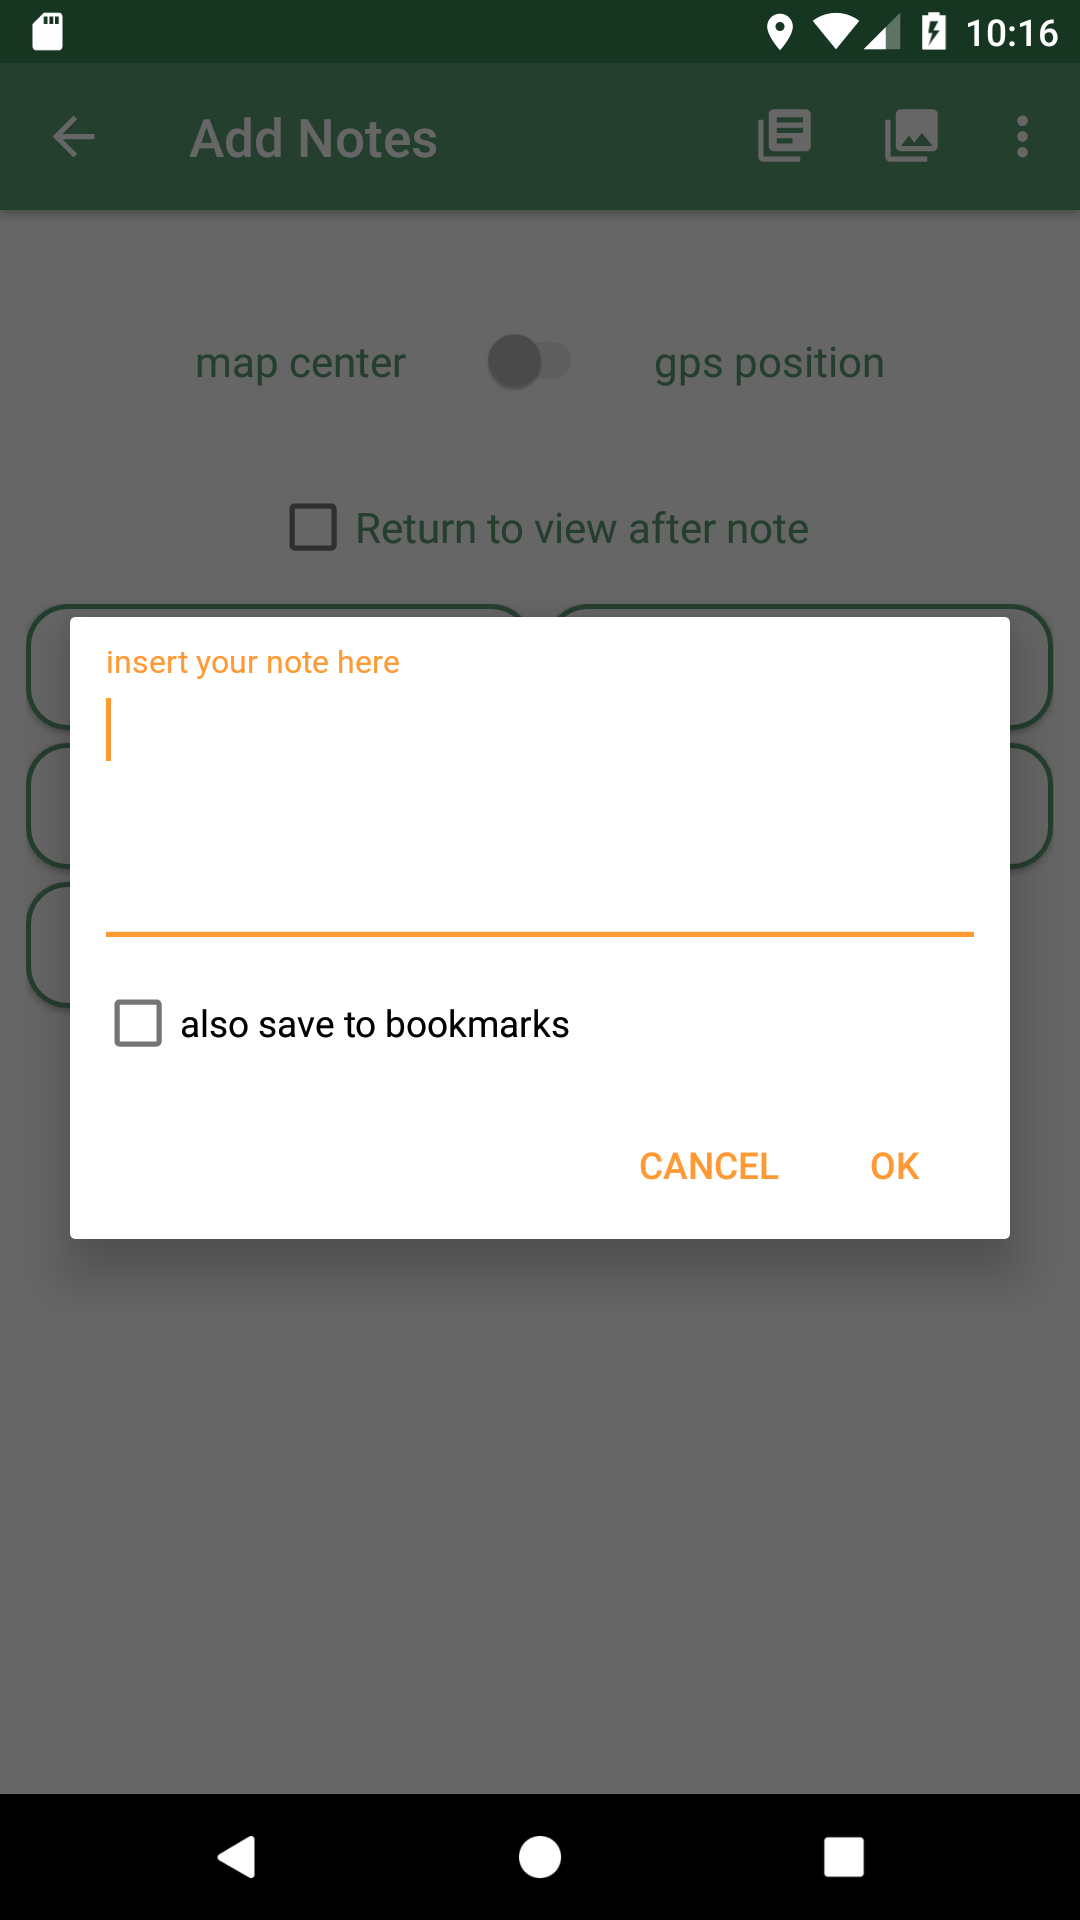 10:16
Add Notes
map center gps position
Return to view after note
insert your note here
also save to bookmarks
CANCEL OK